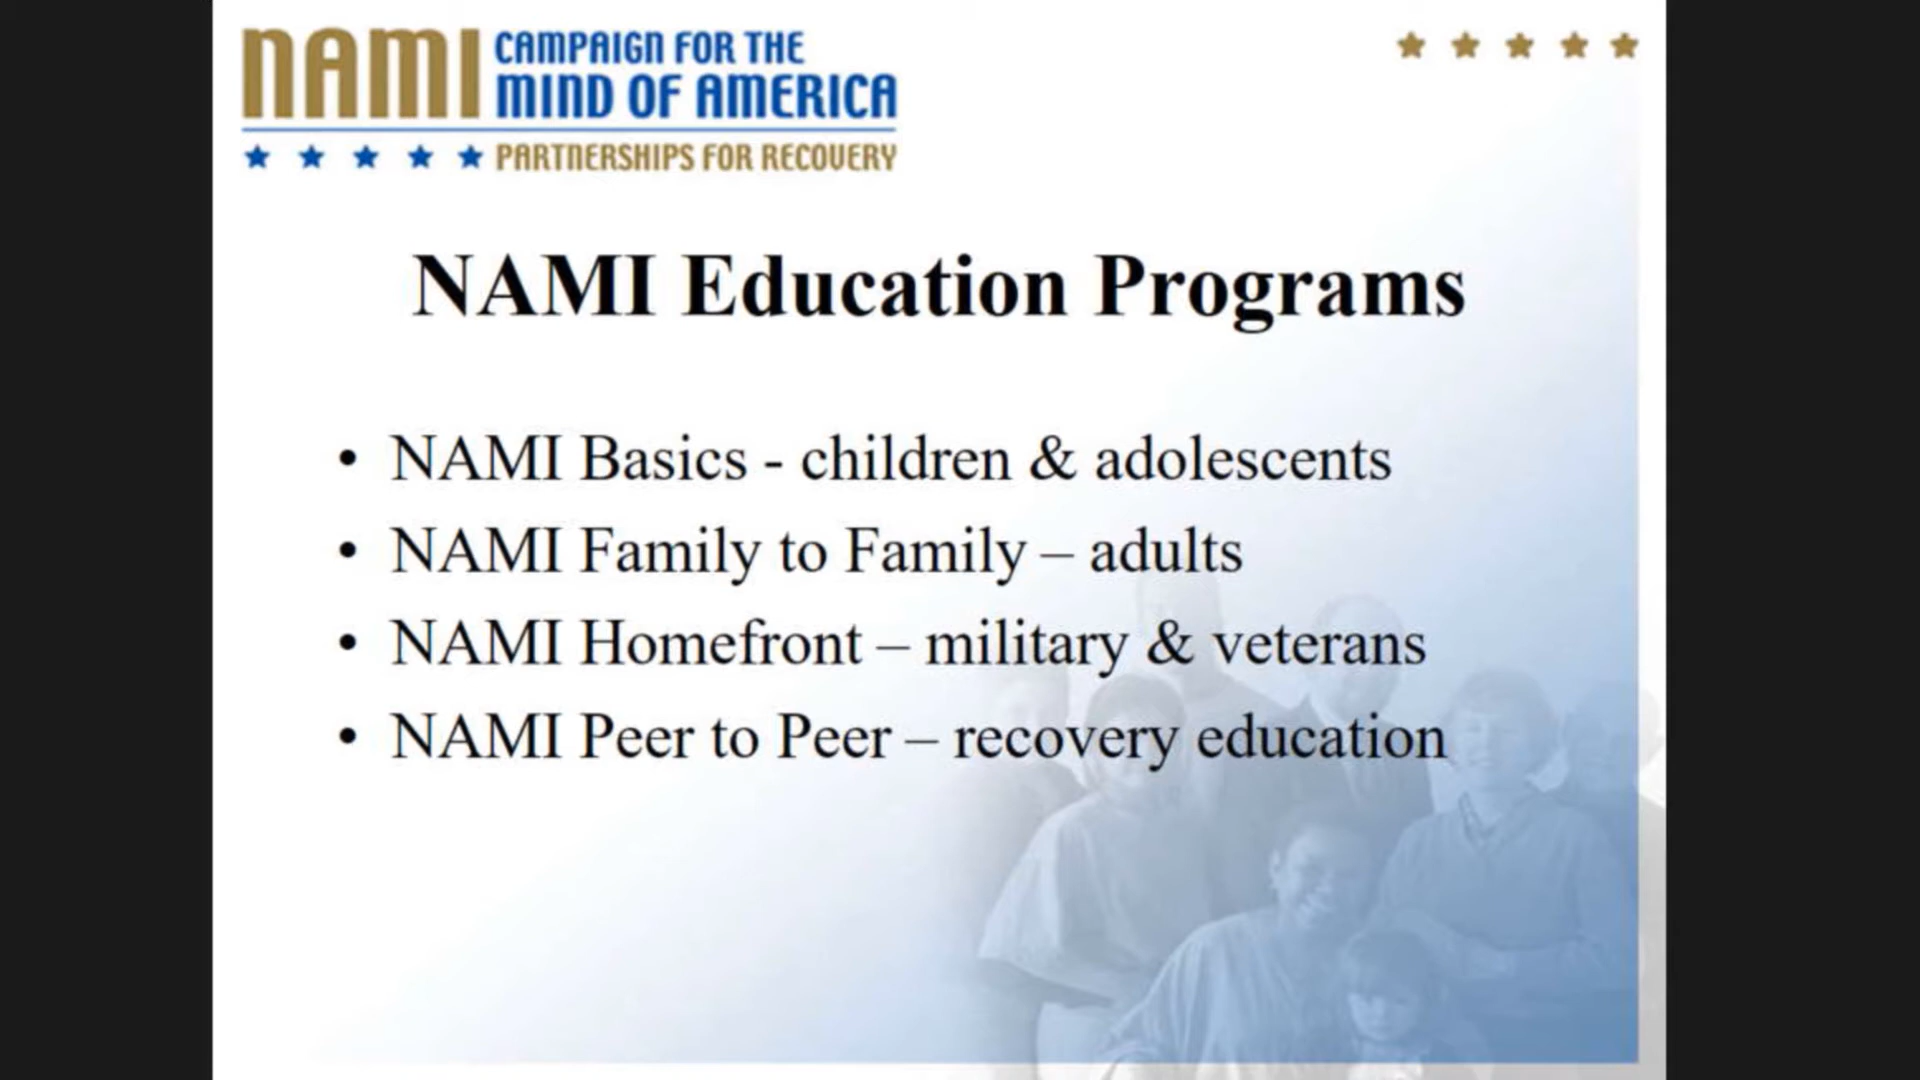 NAMI CAMPAIGN FOR THE
MIND OF AMERICA
PARTNERSHIPS FOR RECOVERY
NAMI Education Programs
• NAMI Basics - children & adolescents
• NAMI Family to Family – adults
• NAMI Homefront – military & veterans
• NAMI Peer to Peer – recovery education